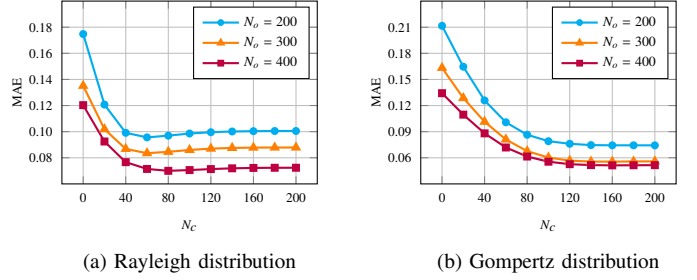 0.18
0.16
0.14
0.12
0.10
0.08
MAE
N_o = 200
N_o = 300
N_o = 400
0 40 80 120 160 200
N_c
(a) Rayleigh distribution
0.21
0.18
0.15
0.12
0.09
0.06
MAE
N_o = 200
N_o = 300
N_o = 400
0 40 80 120 160 200
N_c
(b) Gompertz distribution